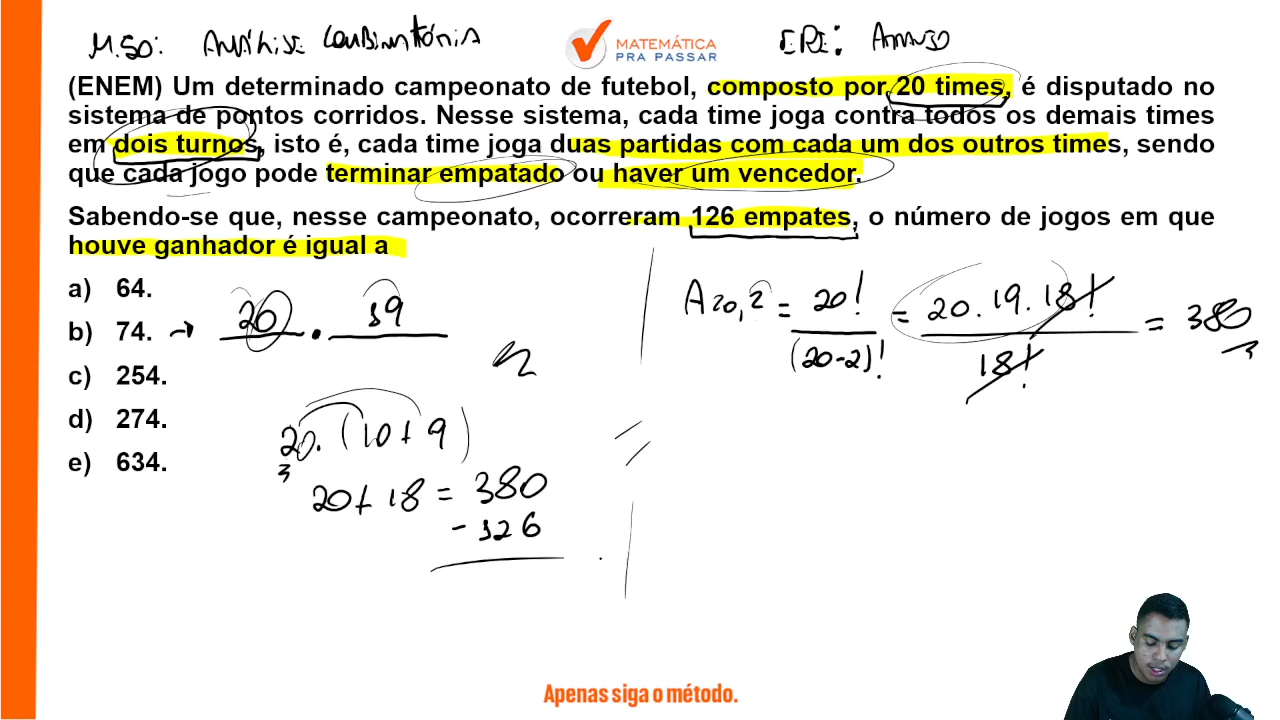 M.SO: Análise Combinatória
MATEMÁTICA
PRA PASSAR
(ENEM) Um determinado campeonato de futebol, composto por 20 times, é disputado no
sistema de pontos corridos. Nesse sistema, cada time joga contra todos os demais times
em dois turnos, isto é, cada time joga duas partidas com cada um dos outros times, sendo
que cada jogo pode terminar empatado ou haver um vencedor.
Sabendo-se que, nesse campeonato, ocorreram 126 empates, o número de jogos em que
houve ganhador é igual a
a) 64.
b) 74.
c) 254.
d) 274.
e) 634.
20 . 19
20.(10+9)
20+18 = 380
-126
A20,2 = 20!/(20-2)! = 20.19.18!/18! = 380
Apenas siga o método.